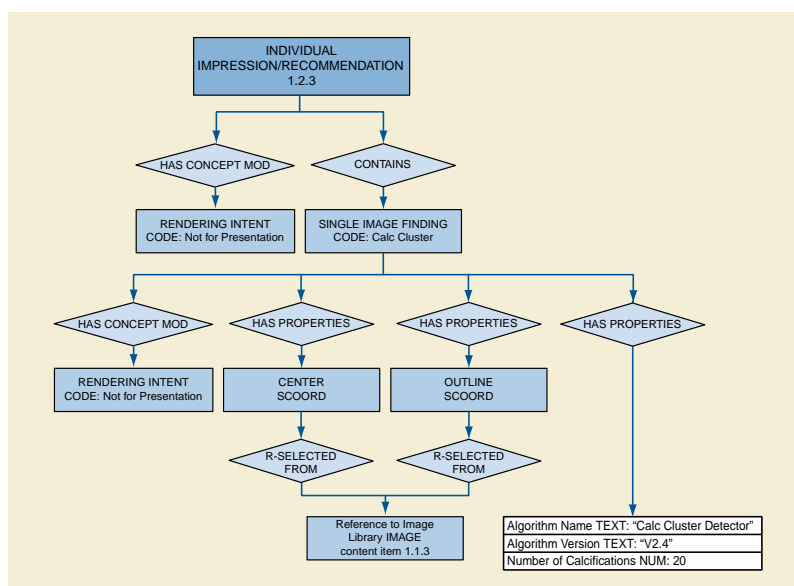 INDIVIDUAL
IMPRESSION/RECOMMENDATION
1.2.3
HAS CONCEPT MOD
CONTAINS
RENDERING INTENT
CODE: Not for Presentation
SINGLE IMAGE FINDING
CODE: Calc Cluster
HAS CONCEPT MOD
HAS PROPERTIES
HAS PROPERTIES
HAS PROPERTIES
RENDERING INTENT
CODE: Not for Presentation
CENTER
SCOORD
OUTLINE
SCOORD
R-SELECTED
FROM
R-SELECTED
FROM
Reference to Image
Library IMAGE
content item 1.1.3
Algorithm Name TEXT: “Calc Cluster Detector”
Algorithm Version TEXT: “V2.4”
Number of Calcifications NUM: 20